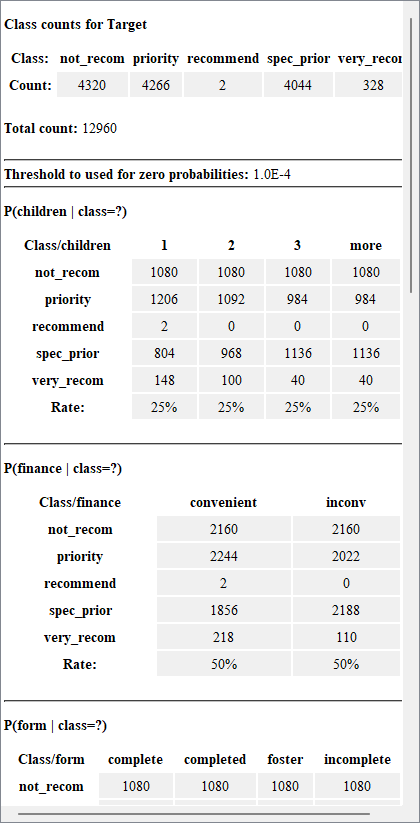 Class counts for Target
Class: not_recom priority recommend spec_prior very_recom
Count: 4320 4266 2 4044 328
Total count: 12960
Threshold to used for zero probabilities: 1.0E-4
P(children | class=?)
Class/children 1 2 3 more
not_recom 1080 1080 1080 1080
priority 1206 1092 984 984
recommend 2 0 0 0
spec_prior 804 968 1136 1136
very_recom 148 100 40 40
Rate: 25% 25% 25% 25%
P(finance | class=?)
Class/finance convenient inconv
not_recom 2160 2160
priority 2244 2022
recommend 2 0
spec_prior 1856 2188
very_recom 218 110
Rate: 50% 50%
P(form | class=?)
Class/form complete completed foster incomplete
not_recom 1080 1080 1080 1080